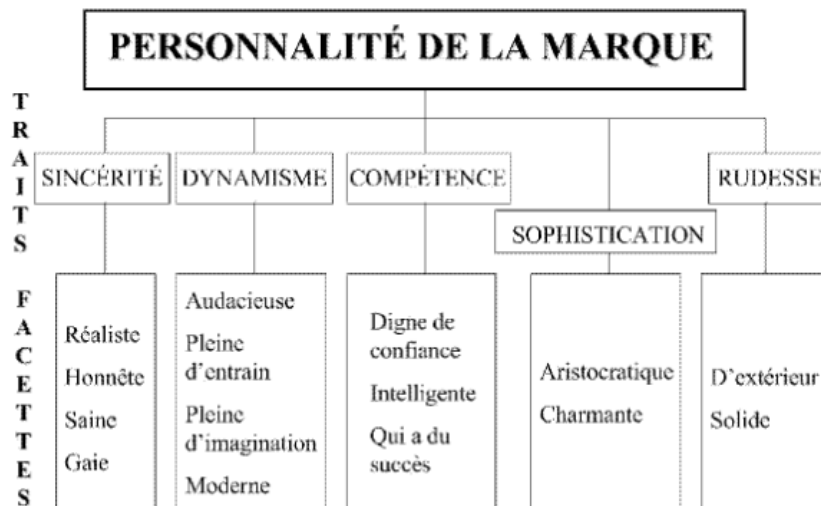 PERSONNALITÉ DE LA MARQUE
TRAITS
SINCÉRITÉ
DYNAMISME
COMPÉTENCE
SOPHISTICATION
RUDESSE
FACETTES
Réaliste
Honnête
Saine
Gaie
Audacieuse
Pleine
d'entrain
Pleine
d'imagination
Moderne
Digne de
confiance
Intelligente
Qui a du
succès
Aristocratique
Charmante
D'extérieur
Solide